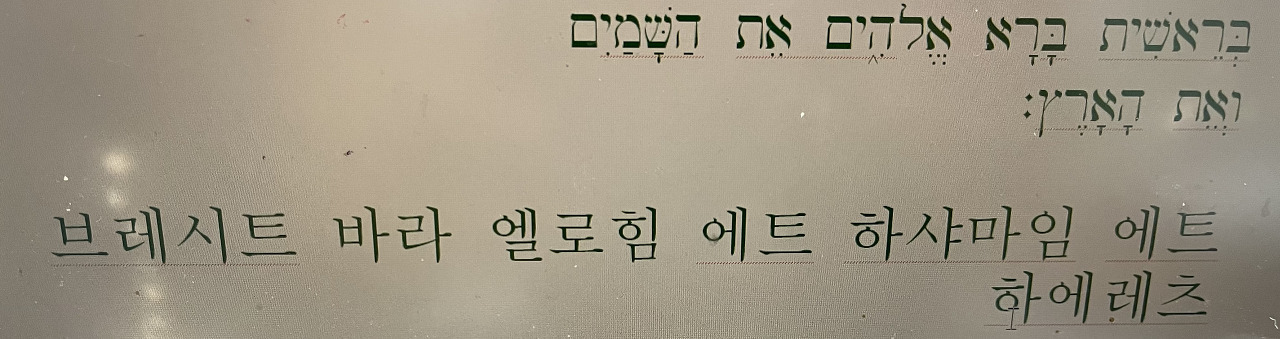 בְּרֵאשִׁית בָּרָא אֱלֹהִים אֵת הַשָּׁמַיִם
וְאֵת הָאָרֶץ׃
브레시트 바라 엘로힘 에트 하샤마임 에트
하에레츠